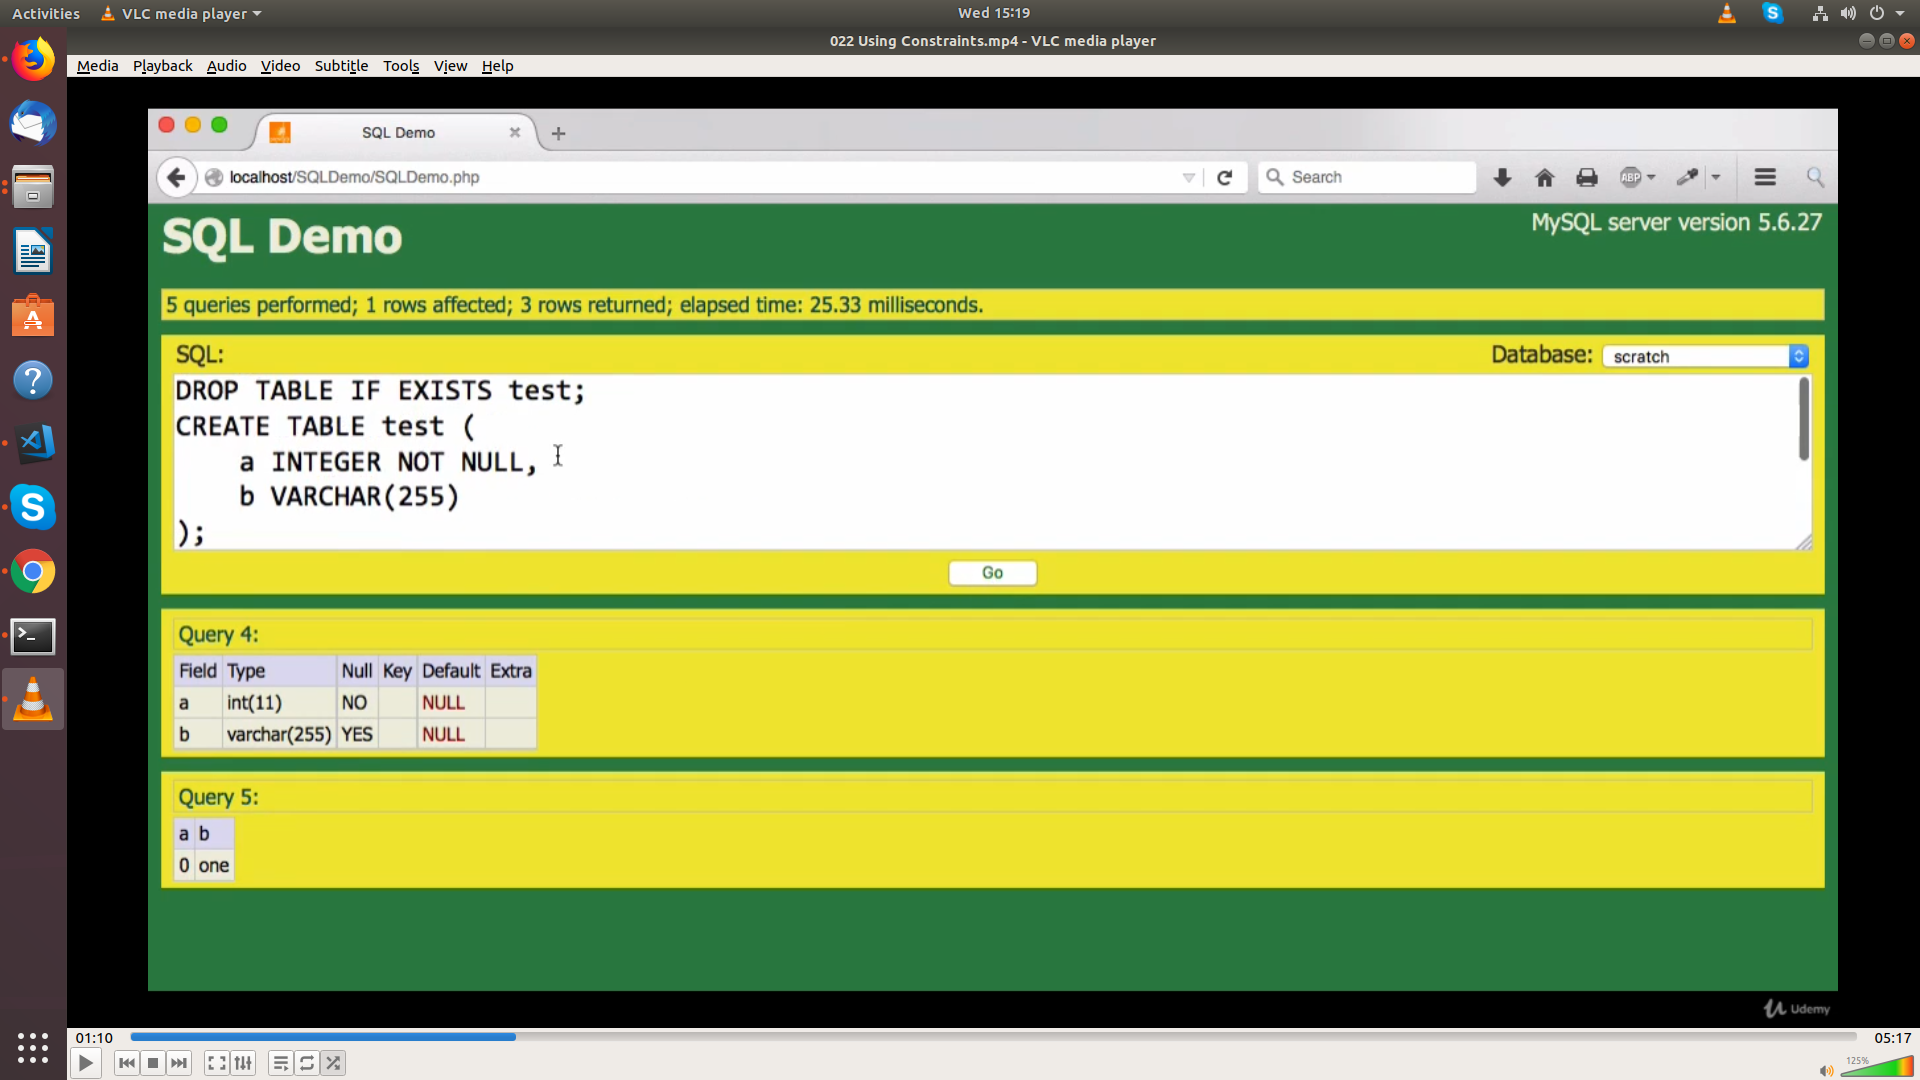 Activities VLC media player Wed 15:19
022 Using Constraints.mp4 - VLC media player
Media Playback Audio Video Subtitle Tools View Help
SQL Demo
localhost/SQLDemo/SQLDemo.php Search ABP
SQL Demo MySQL server version 5.6.27
5 queries performed; 1 rows affected; 3 rows returned; elapsed time: 25.33 milliseconds.
SQL: Database: scratch
DROP TABLE IF EXISTS test;
CREATE TABLE test (
a INTEGER NOT NULL,
b VARCHAR(255)
);
Go
Query 4:
Field Type Null Key Default Extra
a int(11) NO NULL
b varchar(255) YES NULL
Query 5:
a b
0 one
Udemy
01:10 05:17
125%